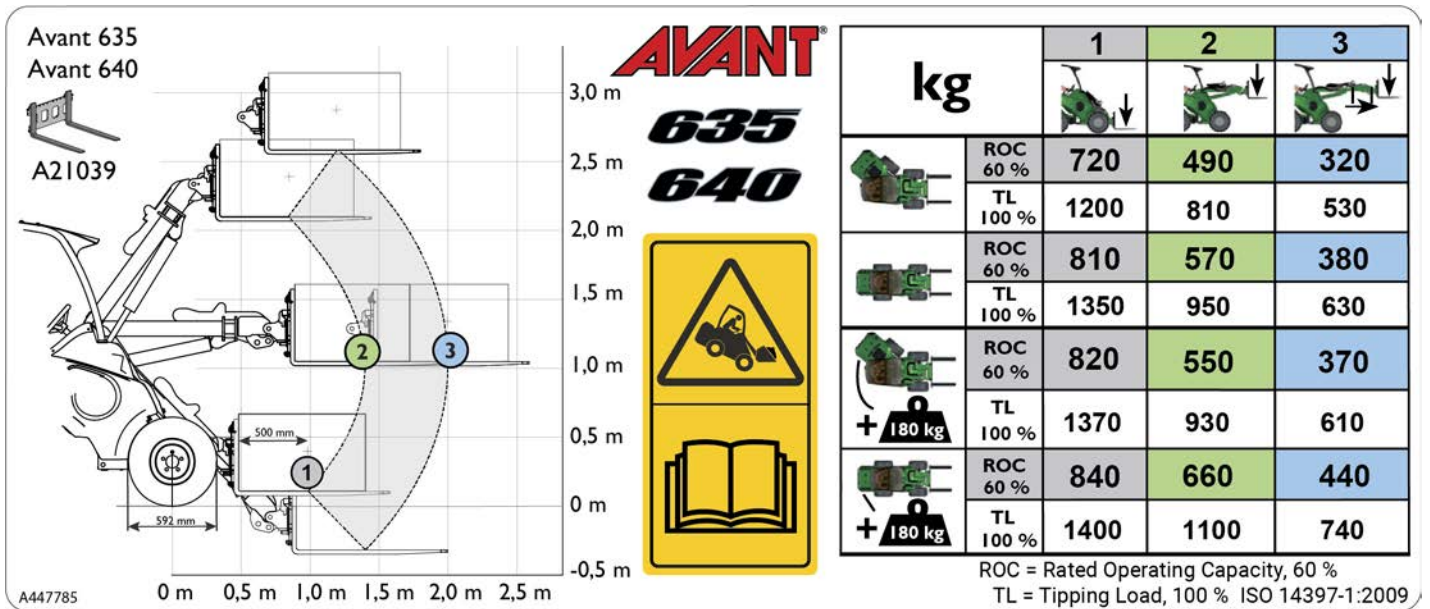 Avant 635
Avant 640
A21039
3,0 m
2,5 m
2,0 m
1,5 m
1,0 m
0,5 m
0 m
-0,5 m
2
3
500 mm
1
592 mm
0 m 0,5 m 1,0 m 1,5 m 2,0 m 2,5 m
A447785
AVANT®
635
640
kg 1 2 3
ROC 60 % 720 490 320
TL 100 % 1200 810 530
ROC 60 % 810 570 380
TL 100 % 1350 950 630
ROC 60 % 820 550 370
+ 180 kg TL 100 % 1370 930 610
ROC 60 % 840 660 440
+ 180 kg TL 100 % 1400 1100 740
ROC = Rated Operating Capacity, 60 %
TL = Tipping Load, 100 % ISO 14397-1:2009